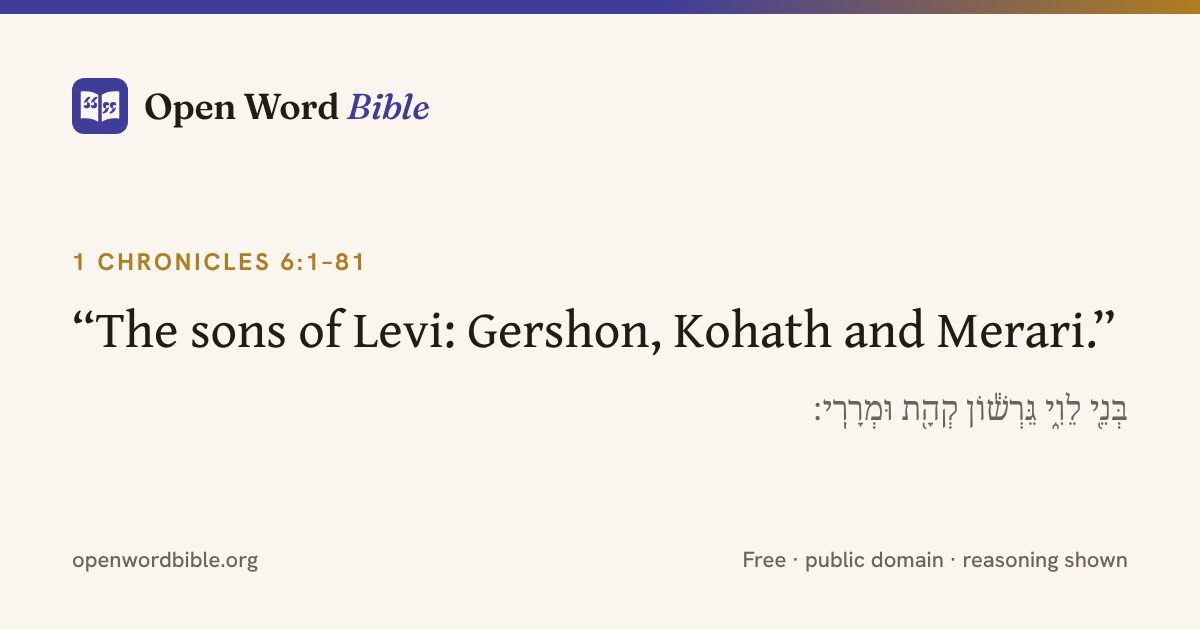 Open Word Bible
1 CHRONICLES 6:1–81
“The sons of Levi: Gershon, Kohath and Merari.”
בְּנֵ֖י לֵוִ֑י גֵּרְשׁ֕וֹן קְהָ֖ת וּמְרָרִֽי׃
openwordbible.org
Free · public domain · reasoning shown